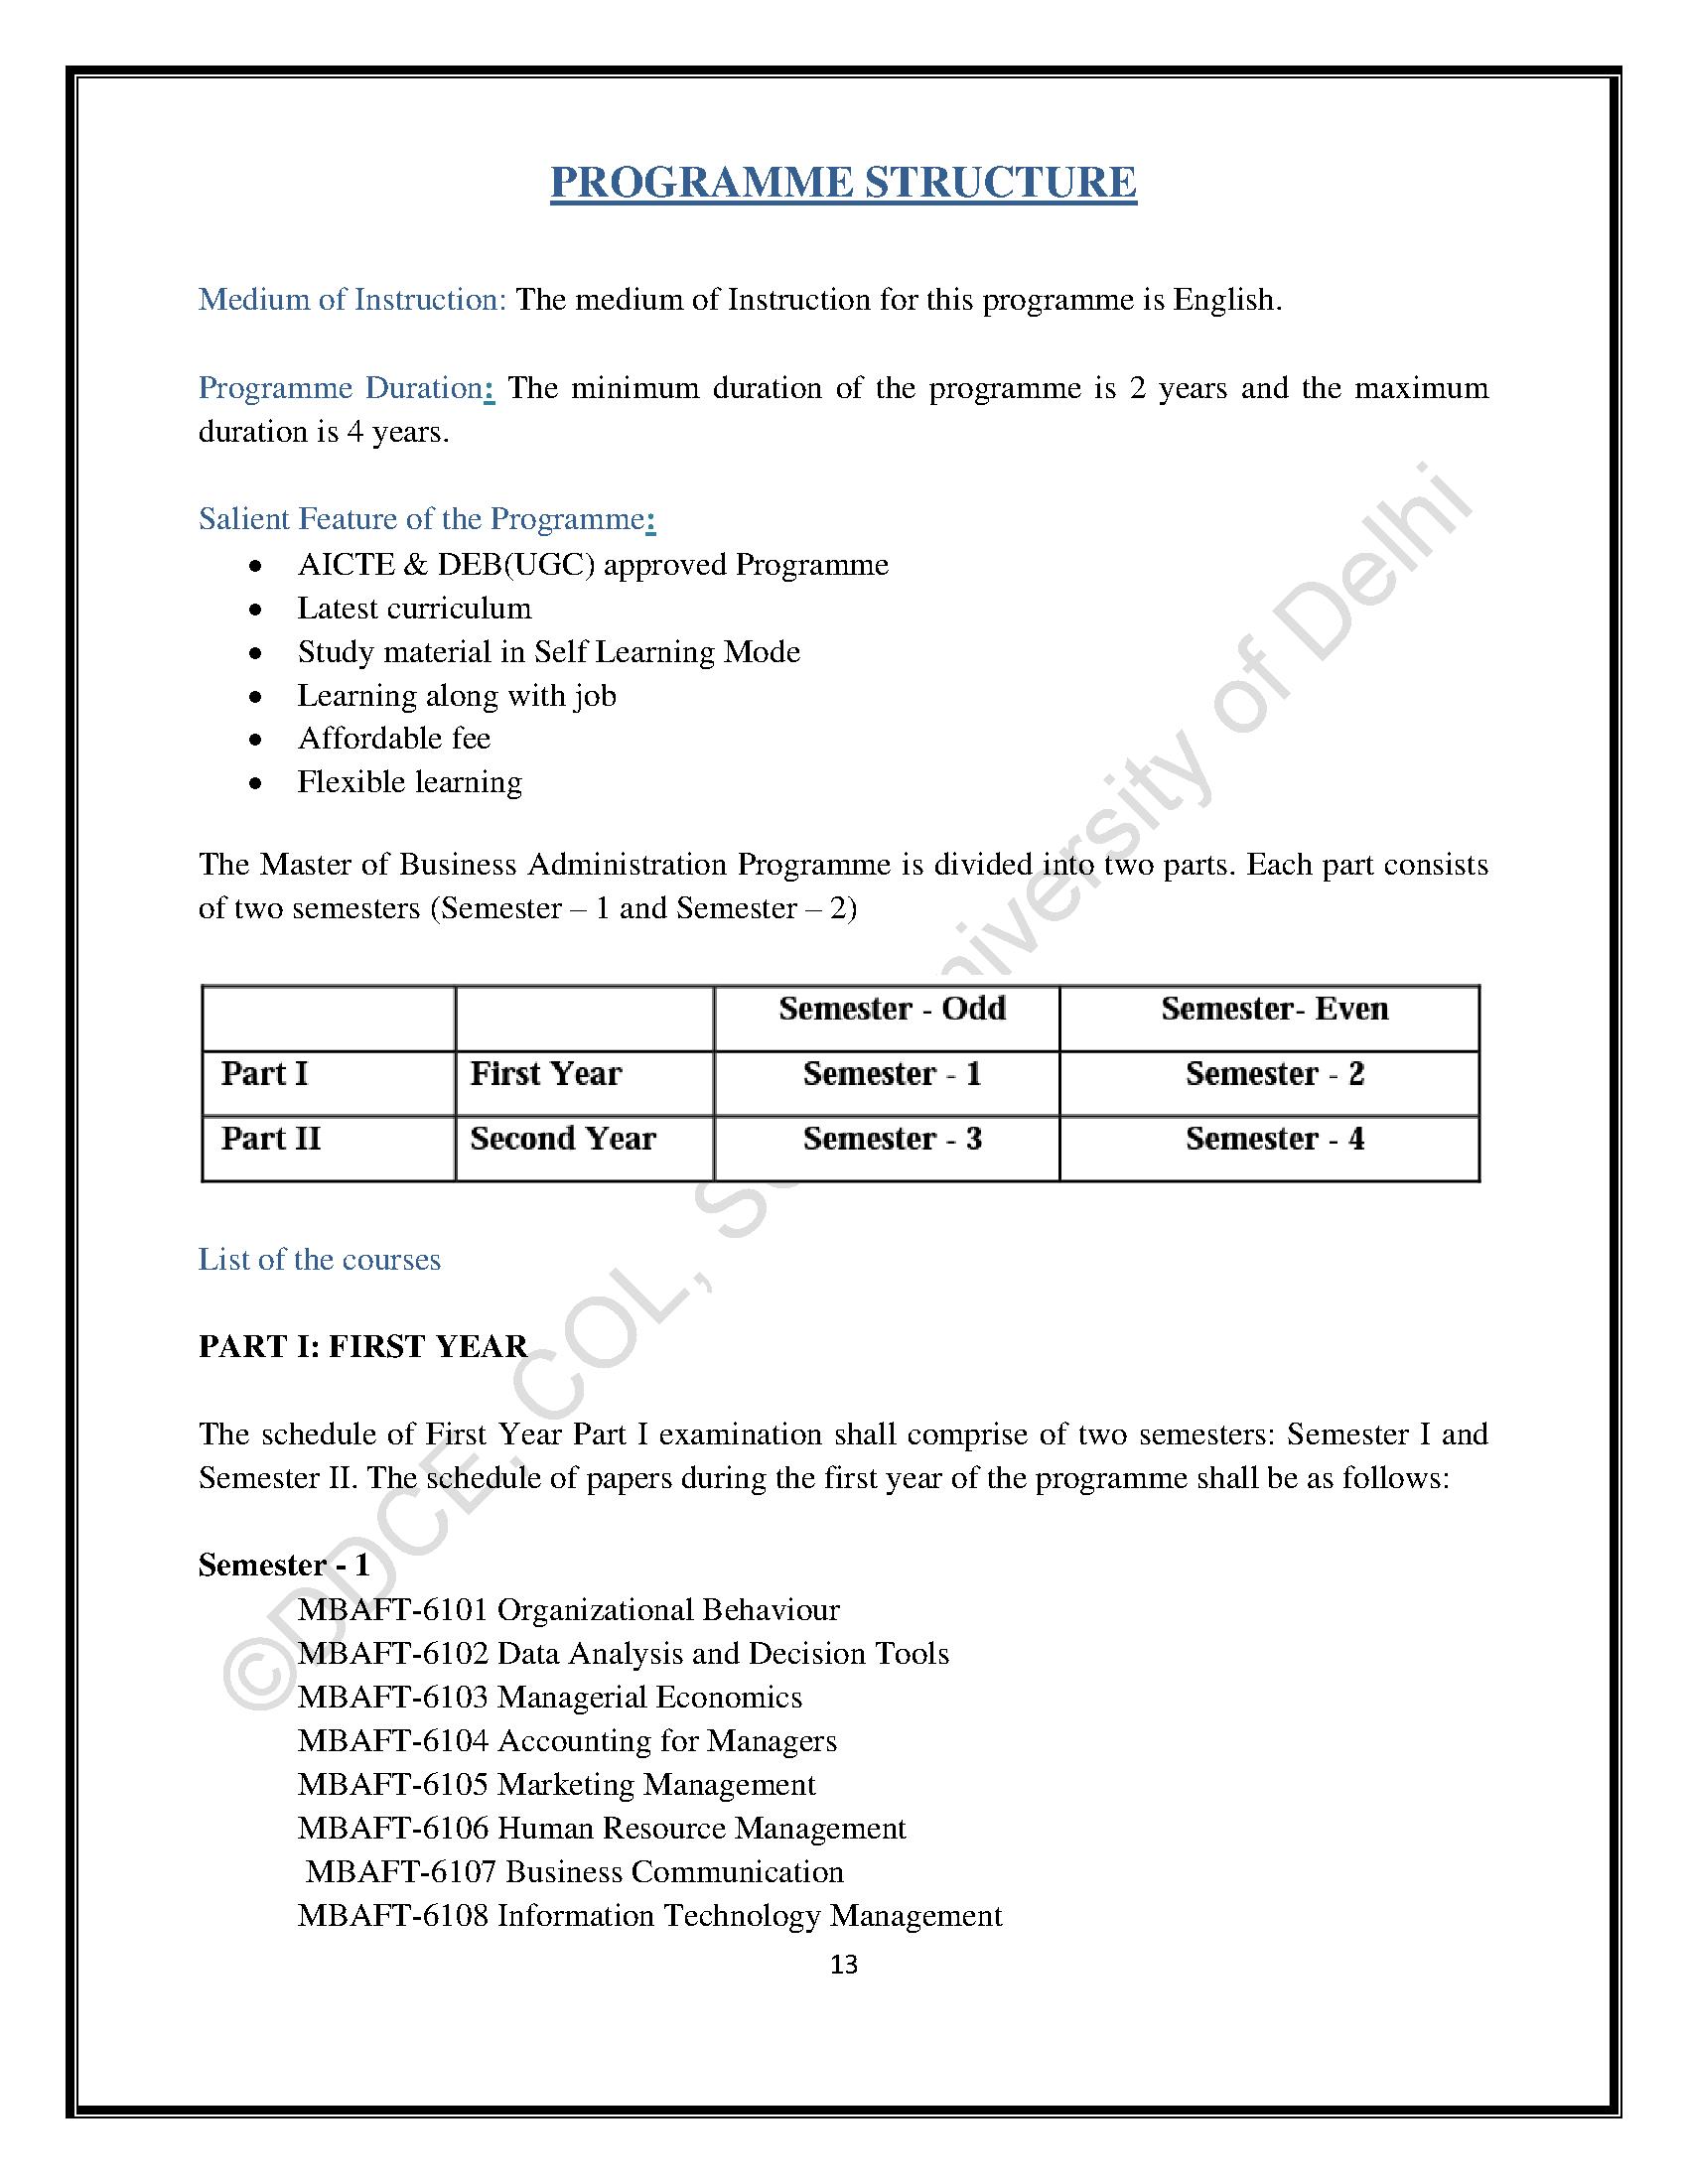 PROGRAMME STRUCTURE
Medium of Instruction: The medium of Instruction for this programme is English.
Programme Duration: The minimum duration of the programme is 2 years and the maximum
duration is 4 years.
Salient Feature of the Programme:
• AICTE & DEB(UGC) approved Programme
• Latest curriculum
• Study material in Self Learning Mode
• Learning along with job
• Affordable fee
• Flexible learning
The Master of Business Administration Programme is divided into two parts. Each part consists
of two semesters (Semester – 1 and Semester – 2)
Semester - Odd Semester- Even
Part I First Year Semester - 1 Semester - 2
Part II Second Year Semester - 3 Semester - 4
List of the courses
PART I: FIRST YEAR
The schedule of First Year Part I examination shall comprise of two semesters: Semester I and
Semester II. The schedule of papers during the first year of the programme shall be as follows:
Semester - 1
MBAFT-6101 Organizational Behaviour
MBAFT-6102 Data Analysis and Decision Tools
MBAFT-6103 Managerial Economics
MBAFT-6104 Accounting for Managers
MBAFT-6105 Marketing Management
MBAFT-6106 Human Resource Management
MBAFT-6107 Business Communication
MBAFT-6108 Information Technology Management
13
©DDCE, COL, of Delhi